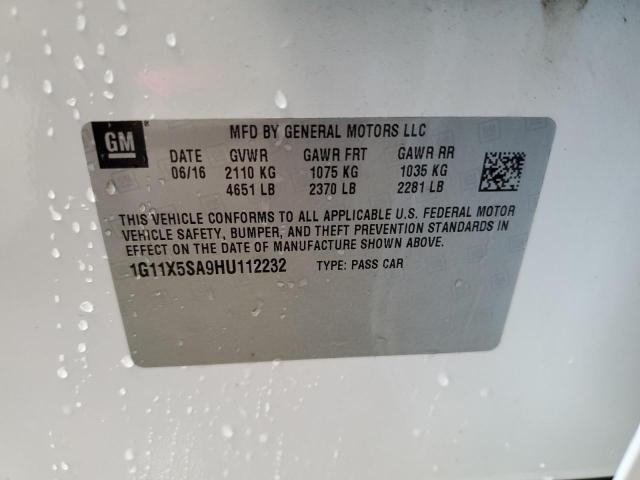 GM
MFD BY GENERAL MOTORS LLC
DATE GVWR GAWR FRT GAWR RR
06/16 2110 KG 1075 KG 1035 KG
4651 LB 2370 LB 2281 LB
THIS VEHICLE CONFORMS TO ALL APPLICABLE U.S. FEDERAL MOTOR
VEHICLE SAFETY, BUMPER, AND THEFT PREVENTION STANDARDS IN
EFFECT ON THE DATE OF MANUFACTURE SHOWN ABOVE.
1G11X5SA9HU112232 TYPE: PASS CAR